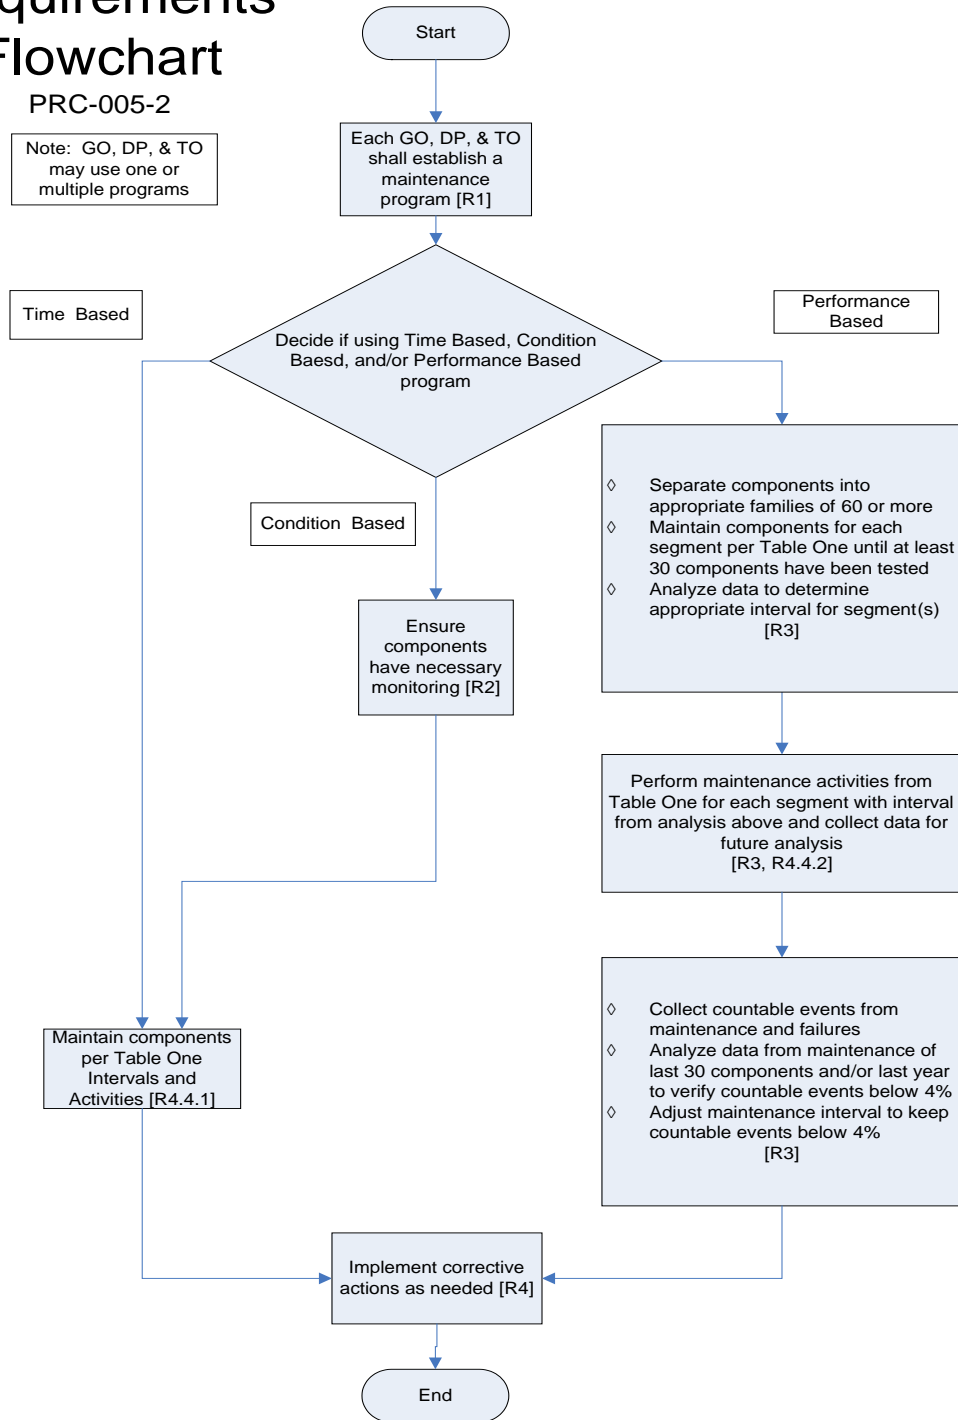 quirements
Flowchart
PRC-005-2
Note: GO, DP, & TO
may use one or
multiple programs
Start
Each GO, DP, & TO
shall establish a
maintenance
program [R1]
Time Based
Performance
Based
Decide if using Time Based, Condition
Baesd, and/or Performance Based
program
Condition Based
◊ Separate components into
appropriate families of 60 or more
◊ Maintain components for each
segment per Table One until at least
30 components have been tested
◊ Analyze data to determine
appropriate interval for segment(s)
[R3]
Ensure
components
have necessary
monitoring [R2]
Perform maintenance activities from
Table One for each segment with interval
from analysis above and collect data for
future analysis
[R3, R4.4.2]
◊ Collect countable events from
maintenance and failures
◊ Analyze data from maintenance of
last 30 components and/or last year
to verify countable events below 4%
◊ Adjust maintenance interval to keep
countable events below 4%
[R3]
Maintain components
per Table One
Intervals and
Activities [R4.4.1]
Implement corrective
actions as needed [R4]
End